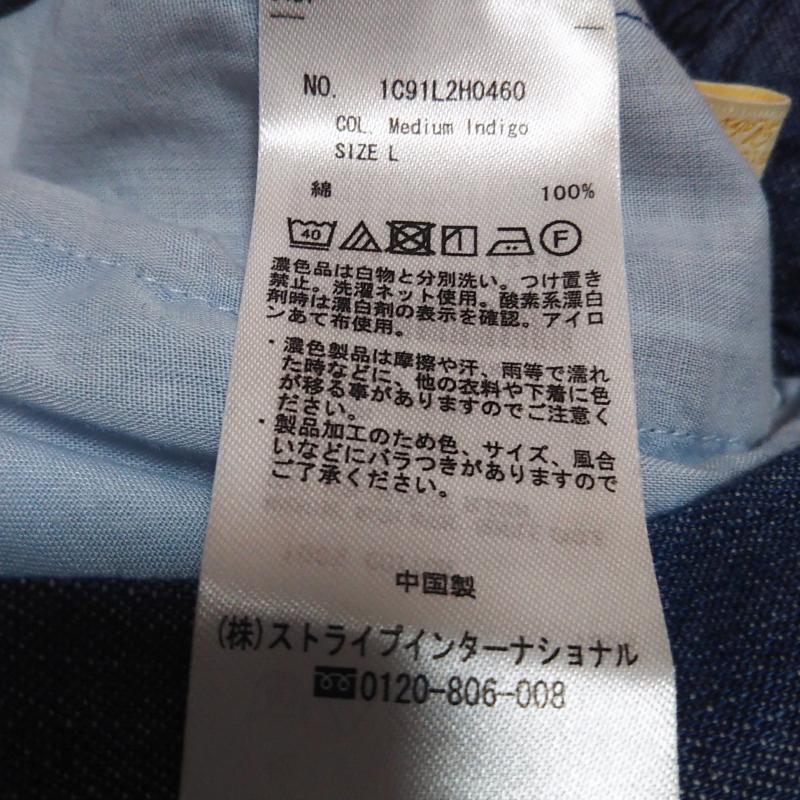 NO. 1C91L2H0460
COL. Medium Indigo
SIZE L
綿 100%
40
F
濃色品は白物と分別洗い。つけ置き
禁止。洗濯ネット使用。酸素系漂白
剤時は漂白剤の表示を確認。アイロ
ンあて布使用。
・濃色製品は摩擦や汗、雨等で濡れ
た時などに、他の衣料や下着に色
が移る事がありますのでご注意く
ださい。
・製品加工のため色、サイズ、風合
いなどにバラつきがありますので
ご了承ください。
中国製
(株)ストライプインターナショナル
0120-806-008